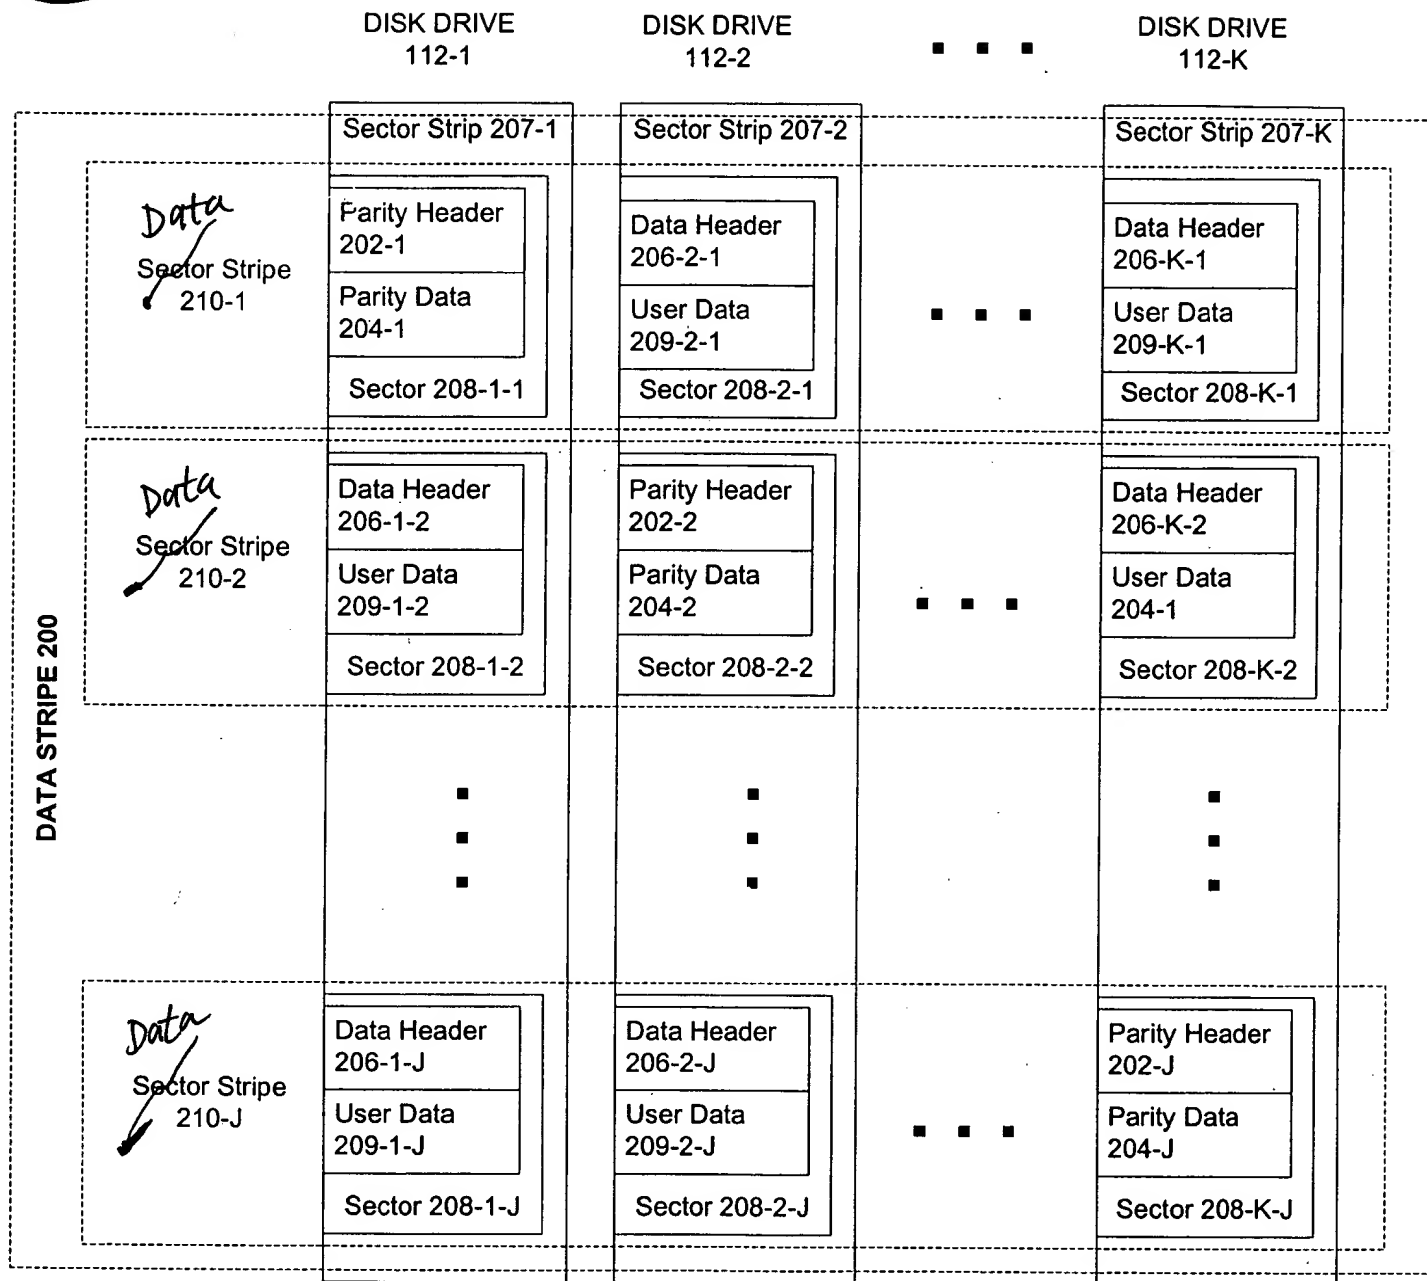 DISK DRIVE
112-1
DISK DRIVE
112-2
DISK DRIVE
112-K
DATA STRIPE 200
Sector Strip 207-1
Sector Strip 207-2
Sector Strip 207-K
Data
Sector Stripe
210-1
Parity Header
202-1
Parity Data
204-1
Sector 208-1-1
Data Header
206-2-1
User Data
209-2-1
Sector 208-2-1
Data Header
206-K-1
User Data
209-K-1
Sector 208-K-1
Data
Sector Stripe
210-2
Data Header
206-1-2
User Data
209-1-2
Sector 208-1-2
Parity Header
202-2
Parity Data
204-2
Sector 208-2-2
Data Header
206-K-2
User Data
204-1
Sector 208-K-2
Data
Sector Stripe
210-J
Data Header
206-1-J
User Data
209-1-J
Sector 208-1-J
Data Header
206-2-J
User Data
209-2-J
Sector 208-2-J
Parity Header
202-J
Parity Data
204-J
Sector 208-K-J